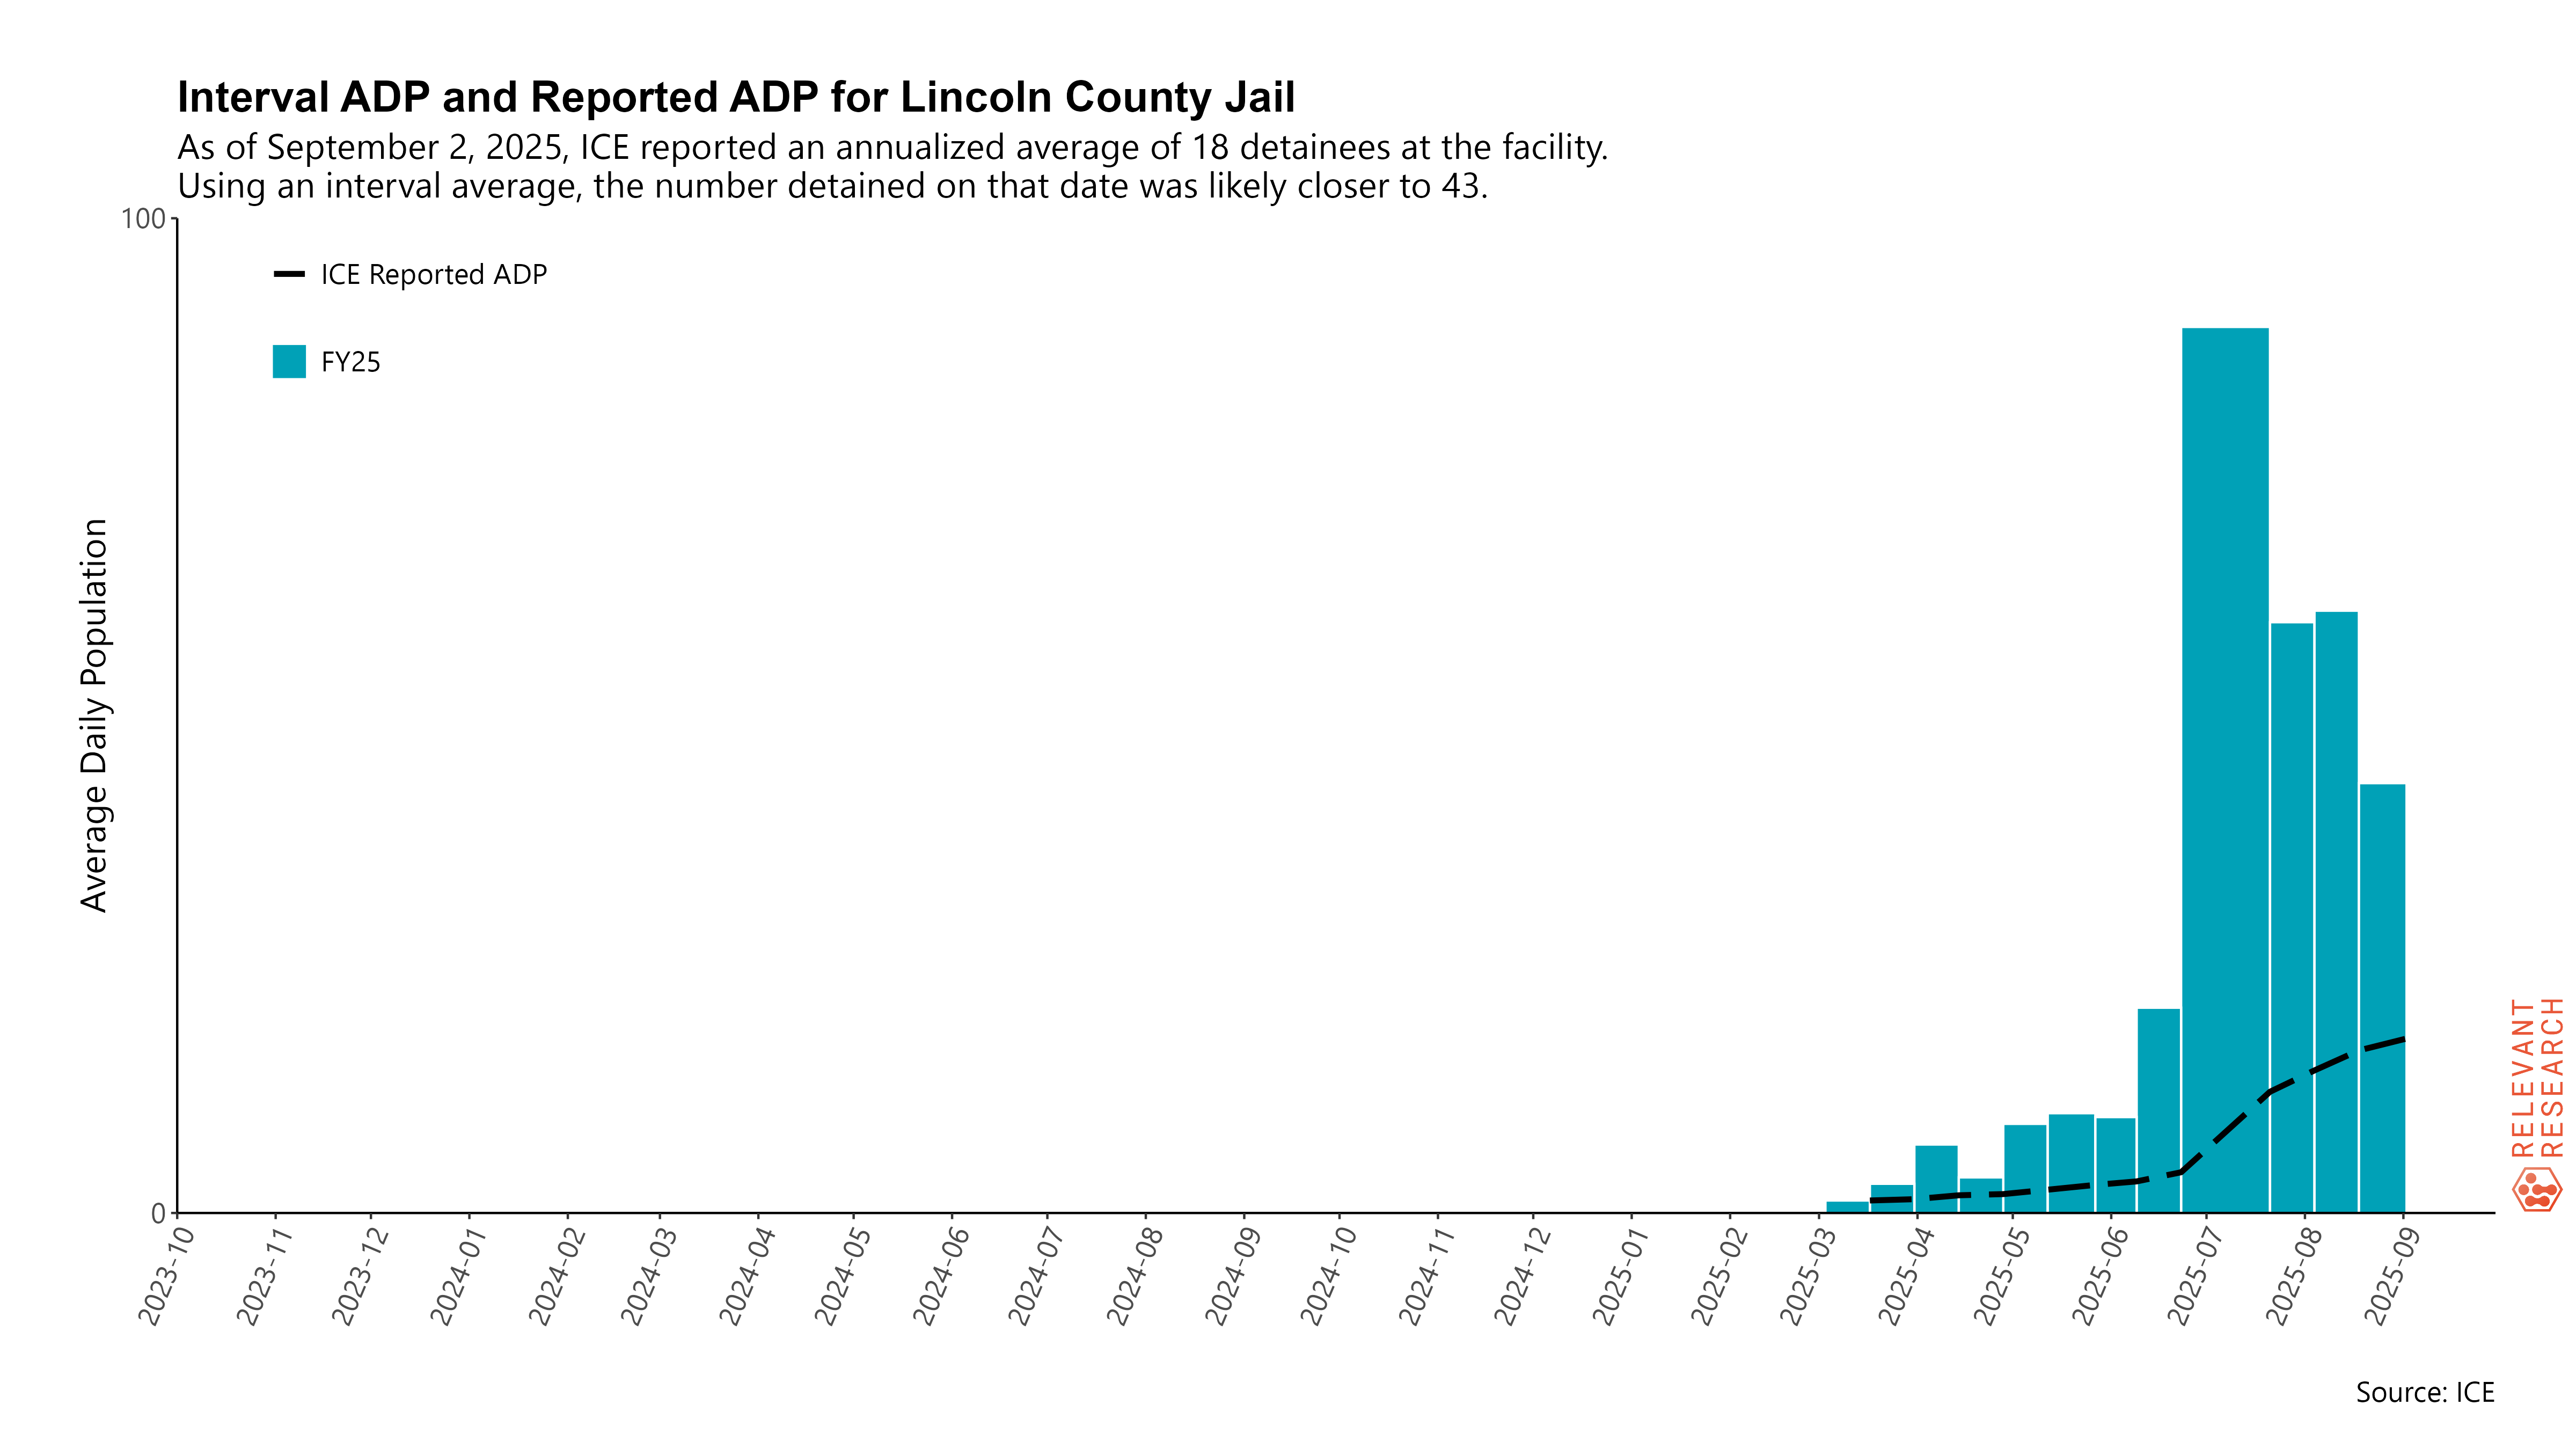 Interval ADP and Reported ADP for Lincoln County Jail
As of September 2, 2025, ICE reported an annualized average of 18 detainees at the facility.
Using an interval average, the number detained on that date was likely closer to 43.
100
ICE Reported ADP
FY25
Average Daily Population
0
2023-10
2023-11
2023-12
2024-01
2024-02
2024-03
2024-04
2024-05
2024-06
2024-07
2024-08
2024-09
2024-10
2024-11
2024-12
2025-01
2025-02
2025-03
2025-04
2025-05
2025-06
2025-07
2025-08
2025-09
RELEVANT
RESEARCH
Source: ICE